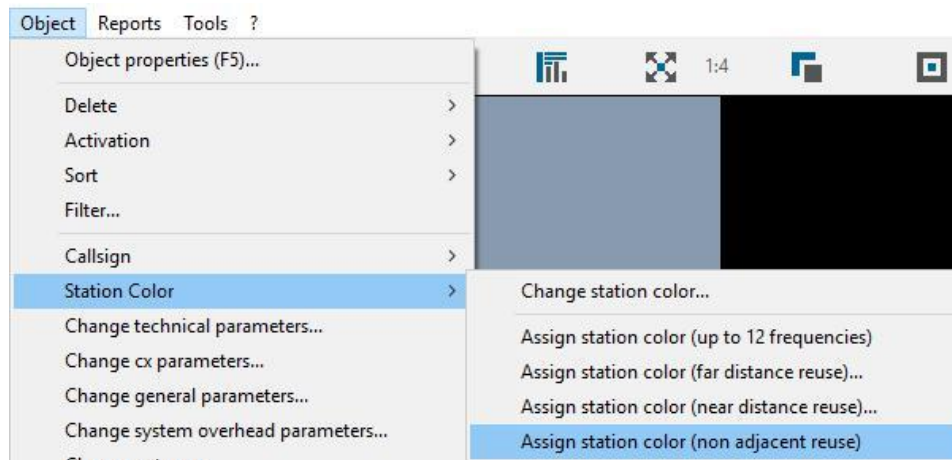 Object Reports Tools ?
Object properties (F5)...
1:4
Delete
Activation
Sort
Filter...
Callsign
Station Color
Change technical parameters...
Change cx parameters...
Change general parameters...
Change system overhead parameters...
Change station color...
Assign station color (up to 12 frequencies)
Assign station color (far distance reuse)...
Assign station color (near distance reuse)...
Assign station color (non adjacent reuse)